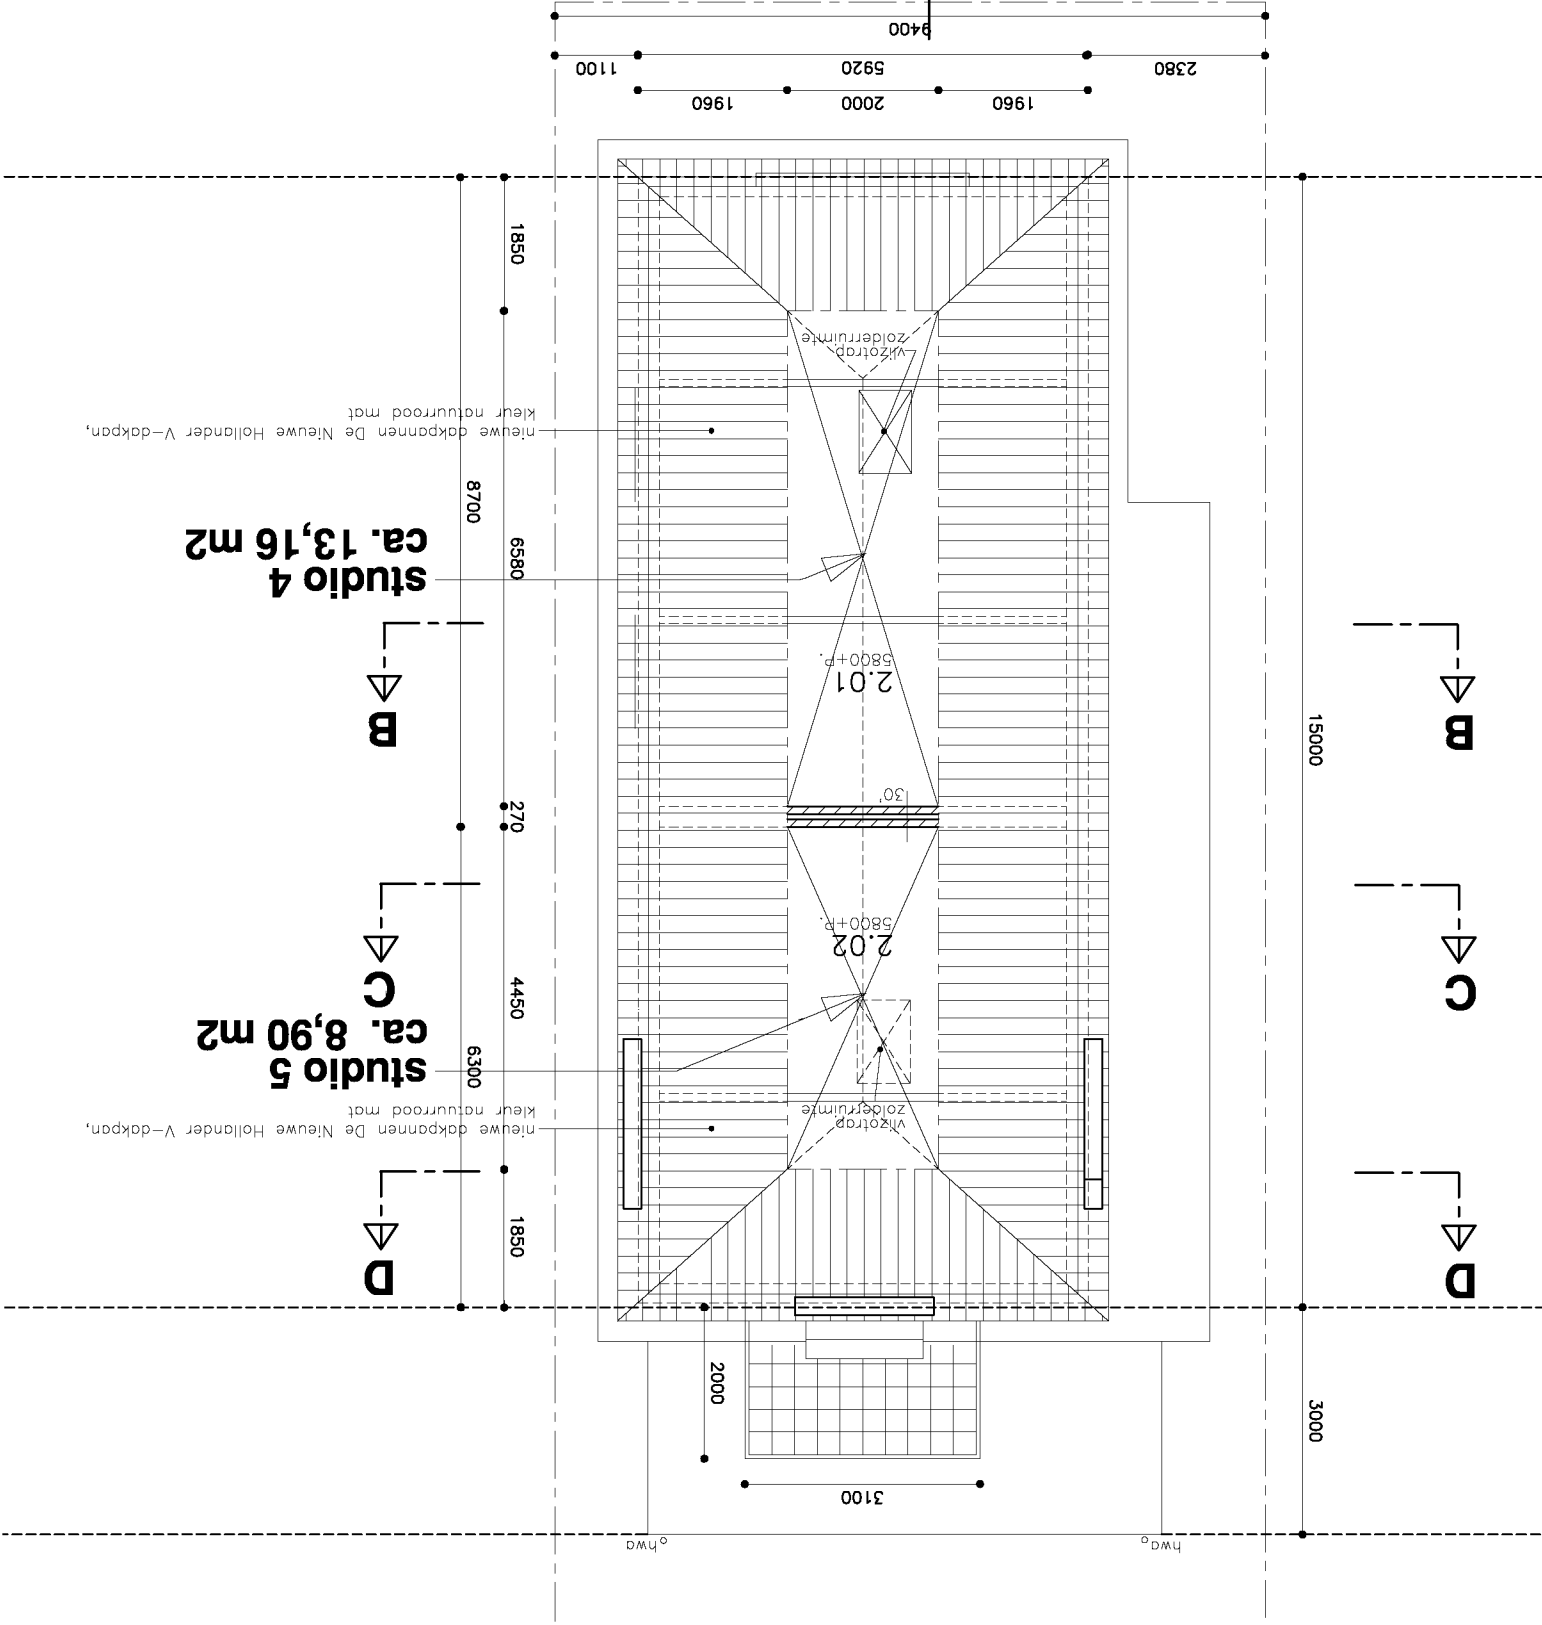 hwa
hwa
3100
3000
2000
D
D
1850
vlizotrap
zolderruimte
nieuwe dakpannen De Nieuwe Hollander V-dakpan,
kleur natuurrood mat
studio 5
ca. 8,90 m2
6300
4450
C
C
2.02
5800+P.
30'
270
15000
B
B
2.01
5800+P.
studio 4
ca. 13,16 m2
6580
8700
nieuwe dakpannen De Nieuwe Hollander V-dakpan,
kleur natuurrood mat
vlizotrap
zolderruimte
1850
1960
2000
1960
2380
5920
1100
9400